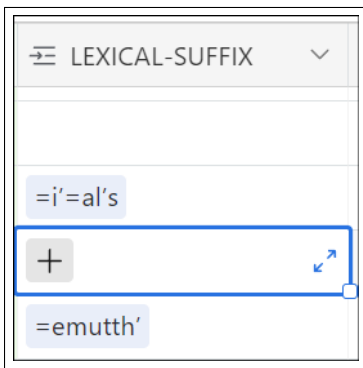 LEXICAL-SUFFIX
=i′=al′s
=emutth′